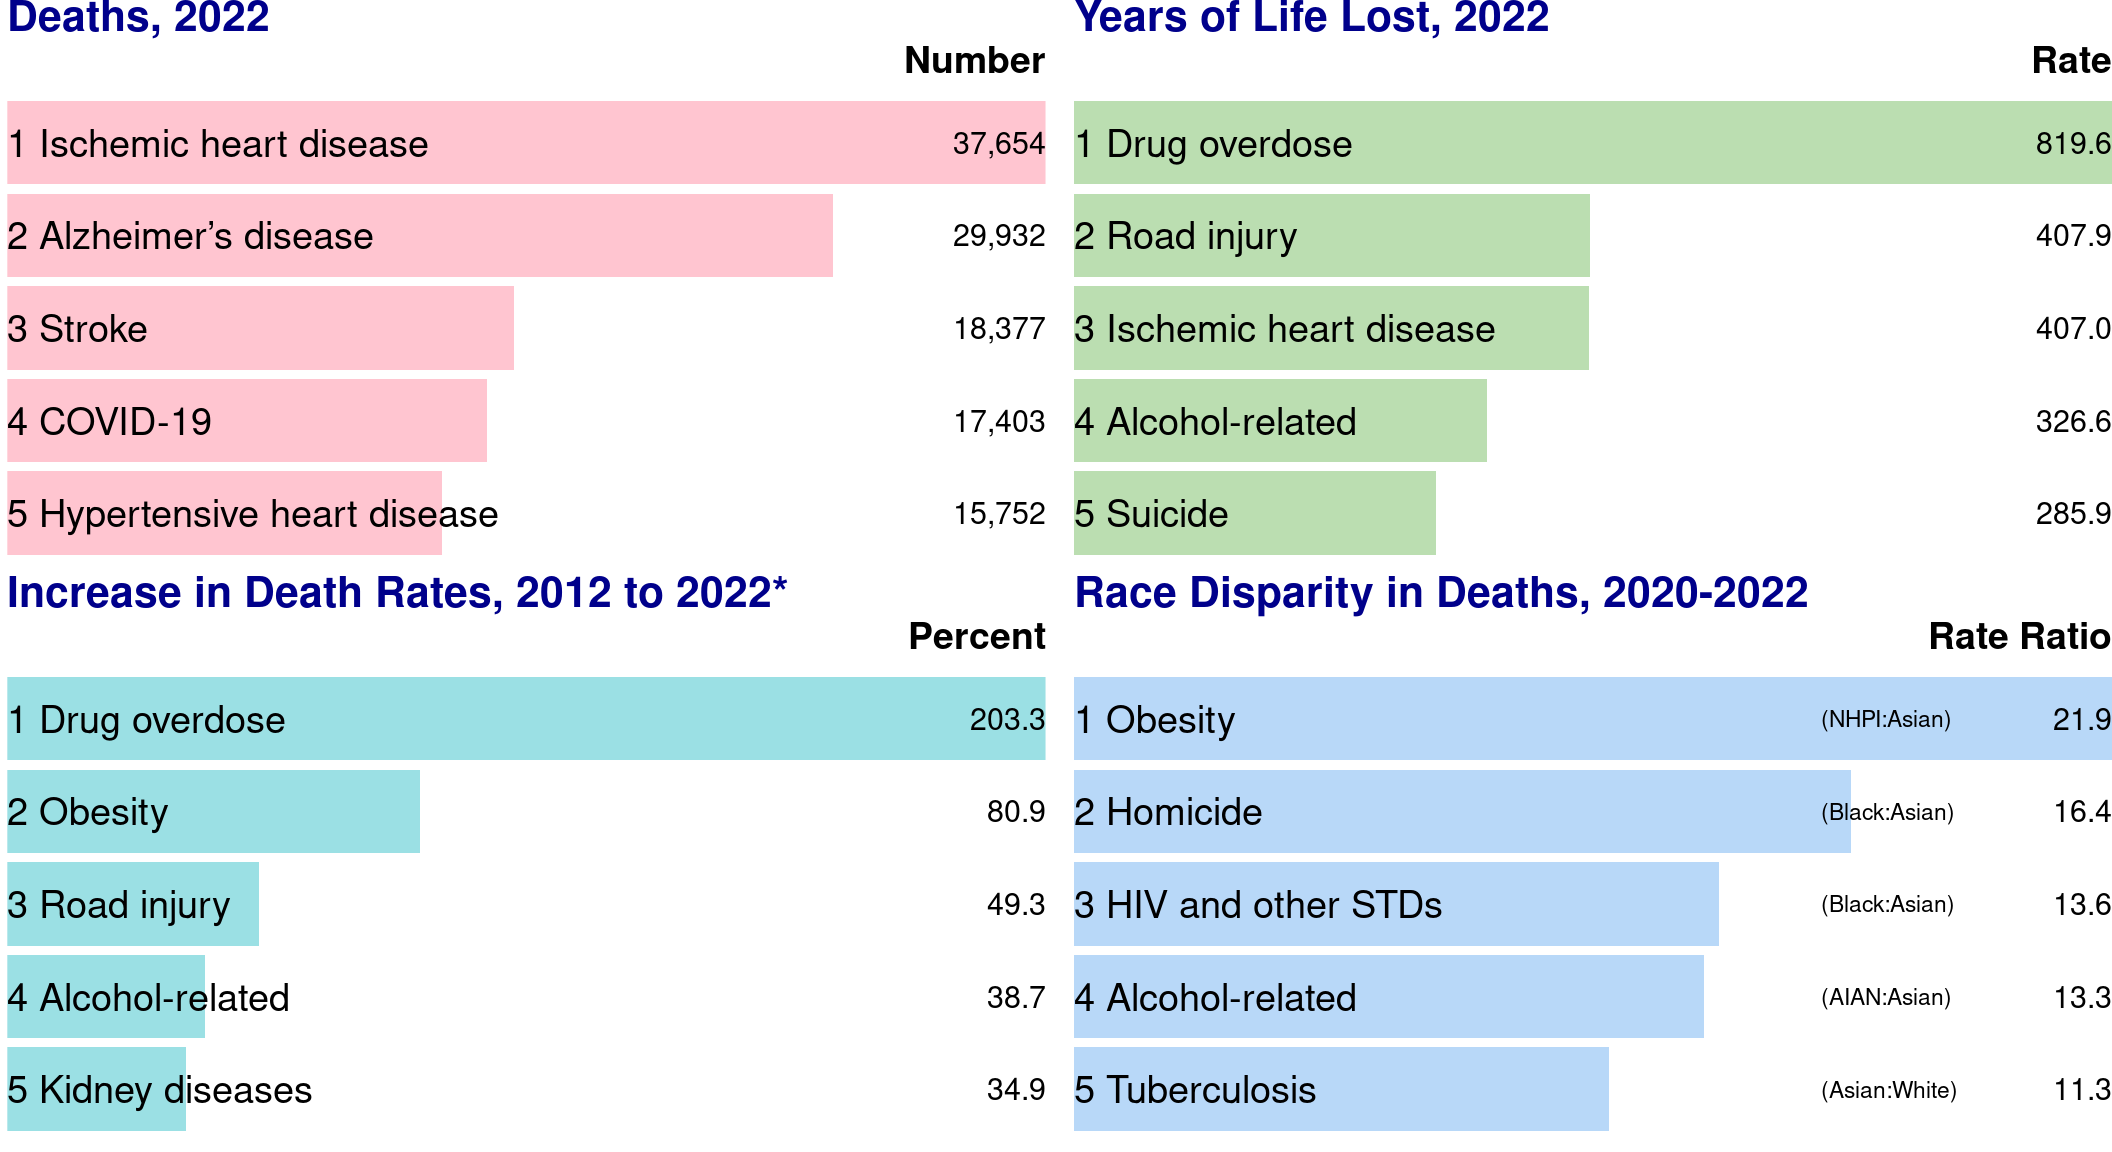 Deaths, 2022
Number
1 Ischemic heart disease 37,654
2 Alzheimer’s disease 29,932
3 Stroke 18,377
4 COVID-19 17,403
5 Hypertensive heart disease 15,752
Years of Life Lost, 2022
Rate
1 Drug overdose 819.6
2 Road injury 407.9
3 Ischemic heart disease 407.0
4 Alcohol-related 326.6
5 Suicide 285.9
Increase in Death Rates, 2012 to 2022*
Percent
1 Drug overdose 203.3
2 Obesity 80.9
3 Road injury 49.3
4 Alcohol-related 38.7
5 Kidney diseases 34.9
Race Disparity in Deaths, 2020-2022
Rate Ratio
1 Obesity (NHPI:Asian) 21.9
2 Homicide (Black:Asian) 16.4
3 HIV and other STDs (Black:Asian) 13.6
4 Alcohol-related (AIAN:Asian) 13.3
5 Tuberculosis (Asian:White) 11.3